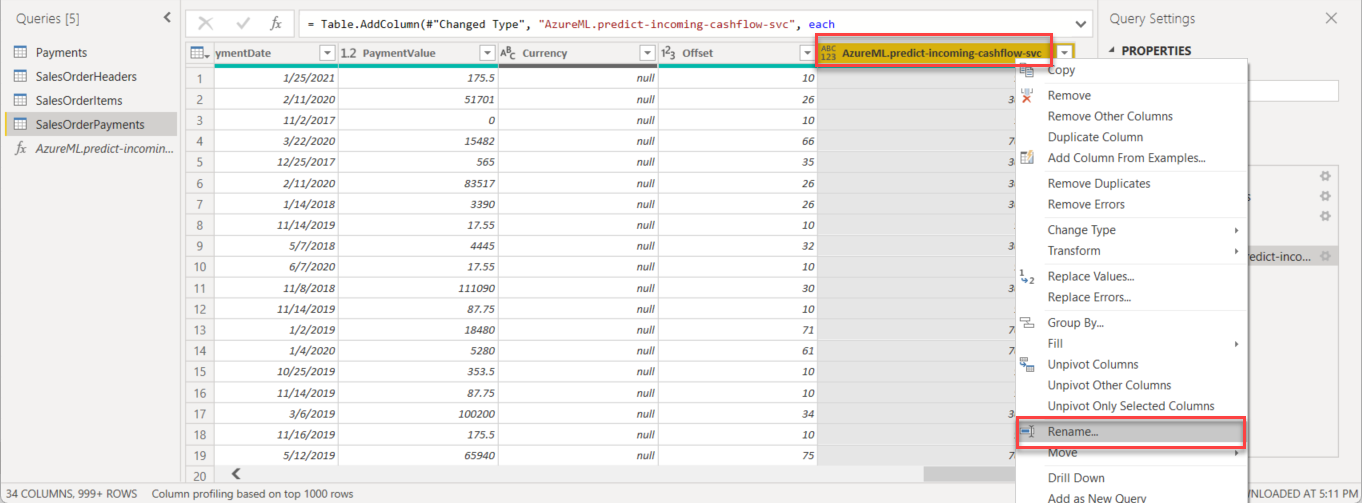 Queries [5]
= Table.AddColumn(#"Changed Type", "AzureML.predict-incoming-cashflow-svc", each
Query Settings
Payments
SalesOrderHeaders
SalesOrderItems
SalesOrderPayments
fx AzureML.predict-incomin...
ymentDate 1.2 PaymentValue ABC Currency 123 Offset ABC 123 AzureML.predict-incoming-cashflow-svc
PROPERTIES
1 1/25/2021 175.5 null 10
2 2/11/2020 51701 null 26
3 11/2/2017 0 null 10
4 3/22/2020 15482 null 66
5 12/25/2017 565 null 35
6 2/11/2020 83517 null 26
7 1/14/2018 3390 null 26
8 11/14/2019 17.55 null 10
9 5/7/2018 4445 null 32
10 6/7/2020 17.55 null 10
11 11/8/2018 111090 null 30
12 11/14/2019 87.75 null 10
13 1/2/2019 18480 null 71
14 1/4/2020 5280 null 61
15 10/25/2019 353.5 null 10
16 11/14/2019 87.75 null 10
17 3/6/2019 100200 null 34
18 11/16/2019 175.5 null 10
19 5/12/2019 65940 null 75
20
Copy
Remove
Remove Other Columns
Duplicate Column
Add Column From Examples...
Remove Duplicates
Remove Errors
Change Type
Transform
Replace Values...
Replace Errors...
Group By...
Fill
Unpivot Columns
Unpivot Other Columns
Unpivot Only Selected Columns
Rename...
Move
Drill Down
Add as New Query
edict-inco...
34 COLUMNS, 999+ ROWS Column profiling based on top 1000 rows
NLOADED AT 5:11 PM